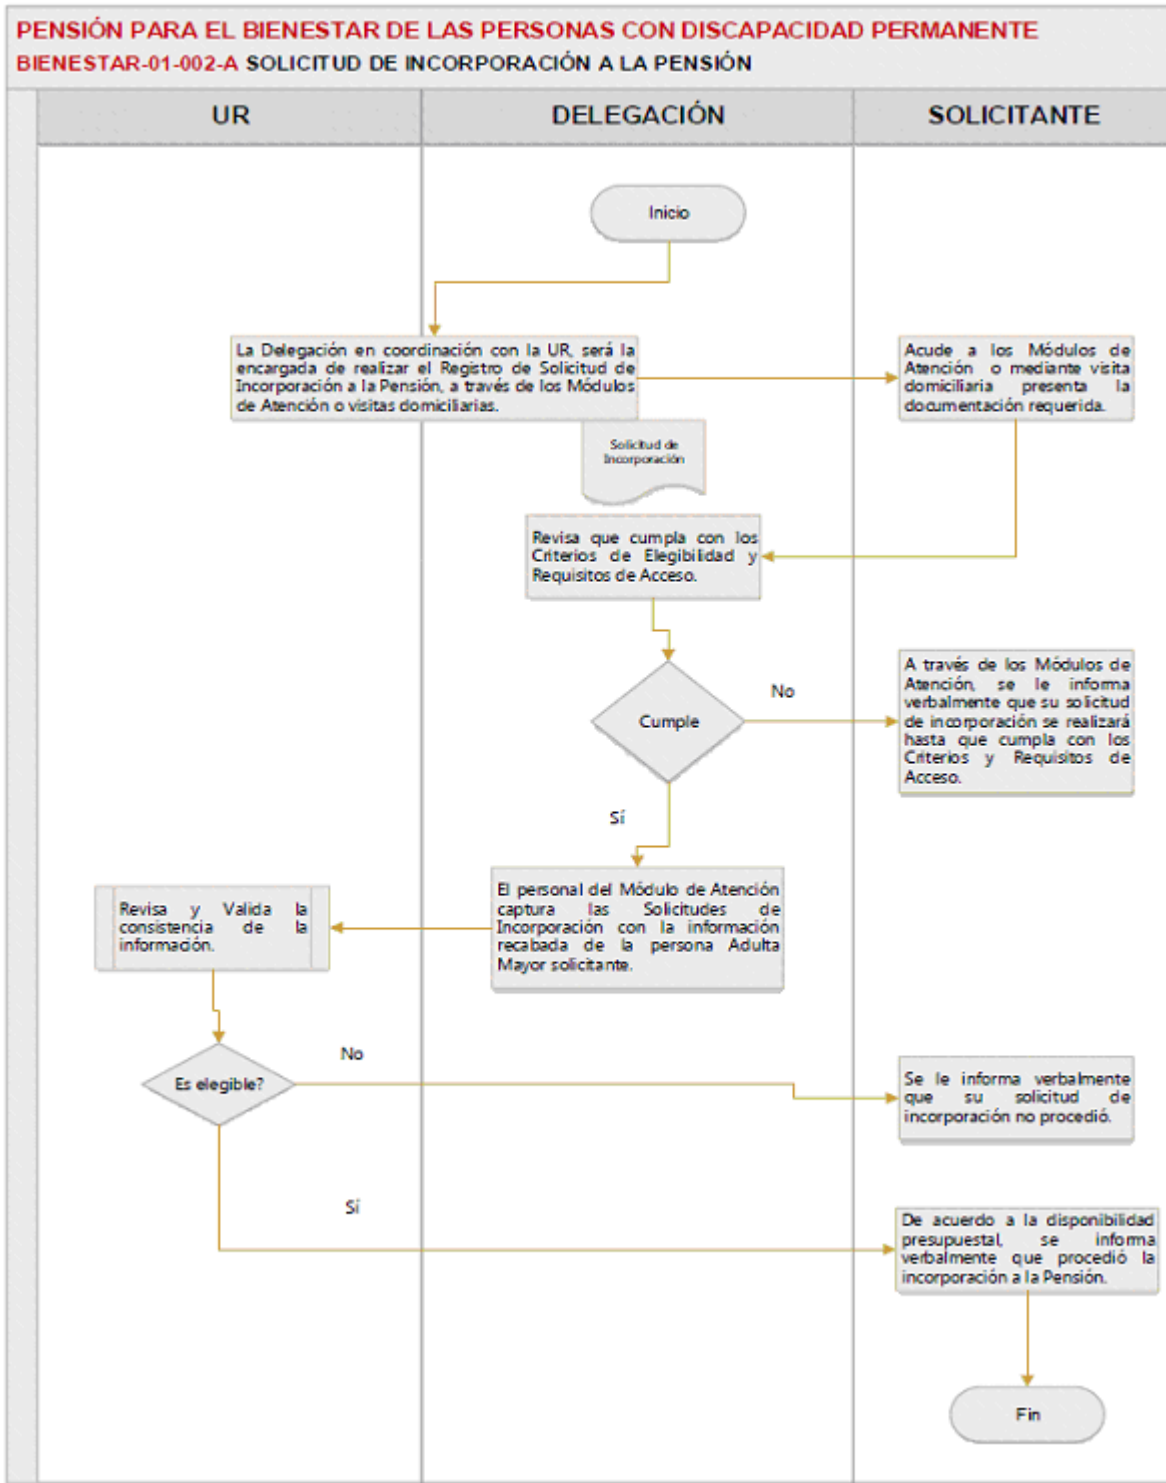 PENSIÓN PARA EL BIENESTAR DE LAS PERSONAS CON DISCAPACIDAD PERMANENTE
BIENESTAR-01-002-A SOLICITUD DE INCORPORACIÓN A LA PENSIÓN
UR
DELEGACIÓN
SOLICITANTE
Inicio
La Delegación en coordinación con la UR, será la
encargada de realizar el Registro de Solicitud de
Incorporación a la Pensión, a través de los Módulos
de Atención o visitas domiciliarias.
Acude a los Módulos de
Atención o mediante visita
domiciliaria presenta la
documentación requerida.
Solicitud de
Incorporación
Revisa que cumpla con los
Criterios de Elegibilidad y
Requisitos de Acceso.
Cumple
No
A través de los Módulos de
Atención, se le informa
verbalmente que su solicitud
de incorporación se realizará
hasta que cumpla con los
Criterios y Requisitos de
Acceso.
Sí
El personal del Módulo de Atención
captura las Solicitudes de
Incorporación con la información
recabada de la persona Adulta
Mayor solicitante.
Revisa y Valida la
consistencia de la
información.
Es elegible?
No
Se le informa verbalmente
que su solicitud de
incorporación no procedió.
Sí
De acuerdo a la disponibilidad
presupuestal, se informa
verbalmente que procedió la
incorporación a la Pensión.
Fin